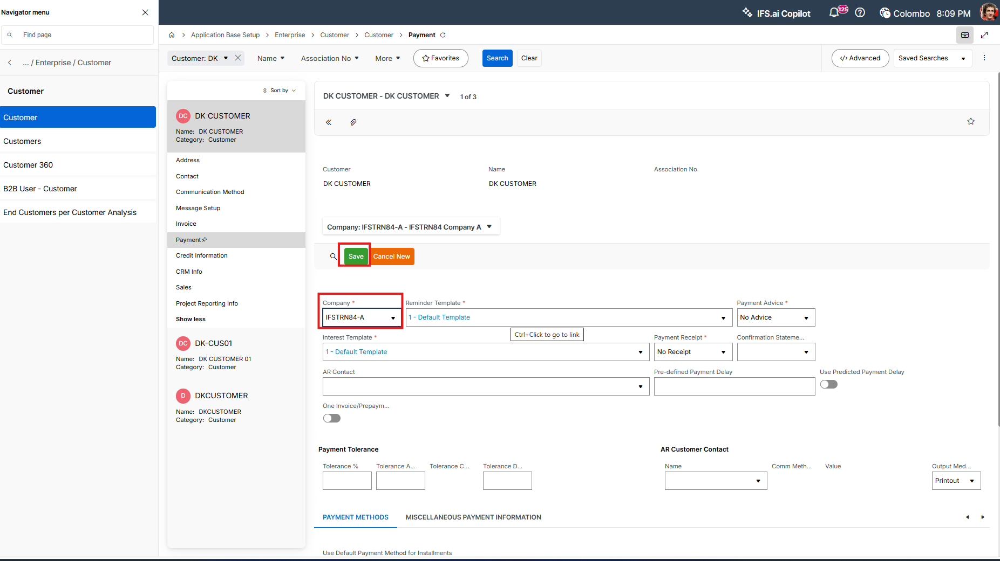 Navigator menu
IFS.ai Copilot
125
Colombo 8:09 PM
Find page
Application Base Setup > Enterprise > Customer > Customer > Payment
... / Enterprise / Customer
Customer: DK
Name
Association No
More
Favorites
Search
Clear
</> Advanced
Saved Searches
Customer
Customer
Customers
Customer 360
B2B User - Customer
End Customers per Customer Analysis
Sort by
DC DK CUSTOMER
Name: DK CUSTOMER
Category: Customer
Address
Contact
Communication Method
Message Setup
Invoice
Payment
Credit Information
CRM Info
Sales
Project Reporting Info
Show less
DC DK-CUS01
Name: DK CUSTOMER 01
Category: Customer
D DKCUSTOMER
Name: DKCUSTOMER
Category: Customer
DK CUSTOMER - DK CUSTOMER 1 of 3
Customer Name Association No
DK CUSTOMER DK CUSTOMER
Company: IFSTRN84-A - IFSTRN84 Company A
Save Cancel New
Company * Reminder Template * Payment Advice *
IFSTRN84-A 1 - Default Template No Advice
Ctrl+Click to go to link
Interest Template * Payment Receipt * Confirmation Stateme...
1 - Default Template No Receipt
AR Contact Pre-defined Payment Delay Use Predicted Payment Delay
One Invoice/Prepaym...
Payment Tolerance AR Customer Contact
Tolerance % Tolerance A... Tolerance C... Tolerance D... Name Comm Meth... Value Output Med...
Printout
PAYMENT METHODS MISCELLANEOUS PAYMENT INFORMATION
Use Default Payment Method for Installments